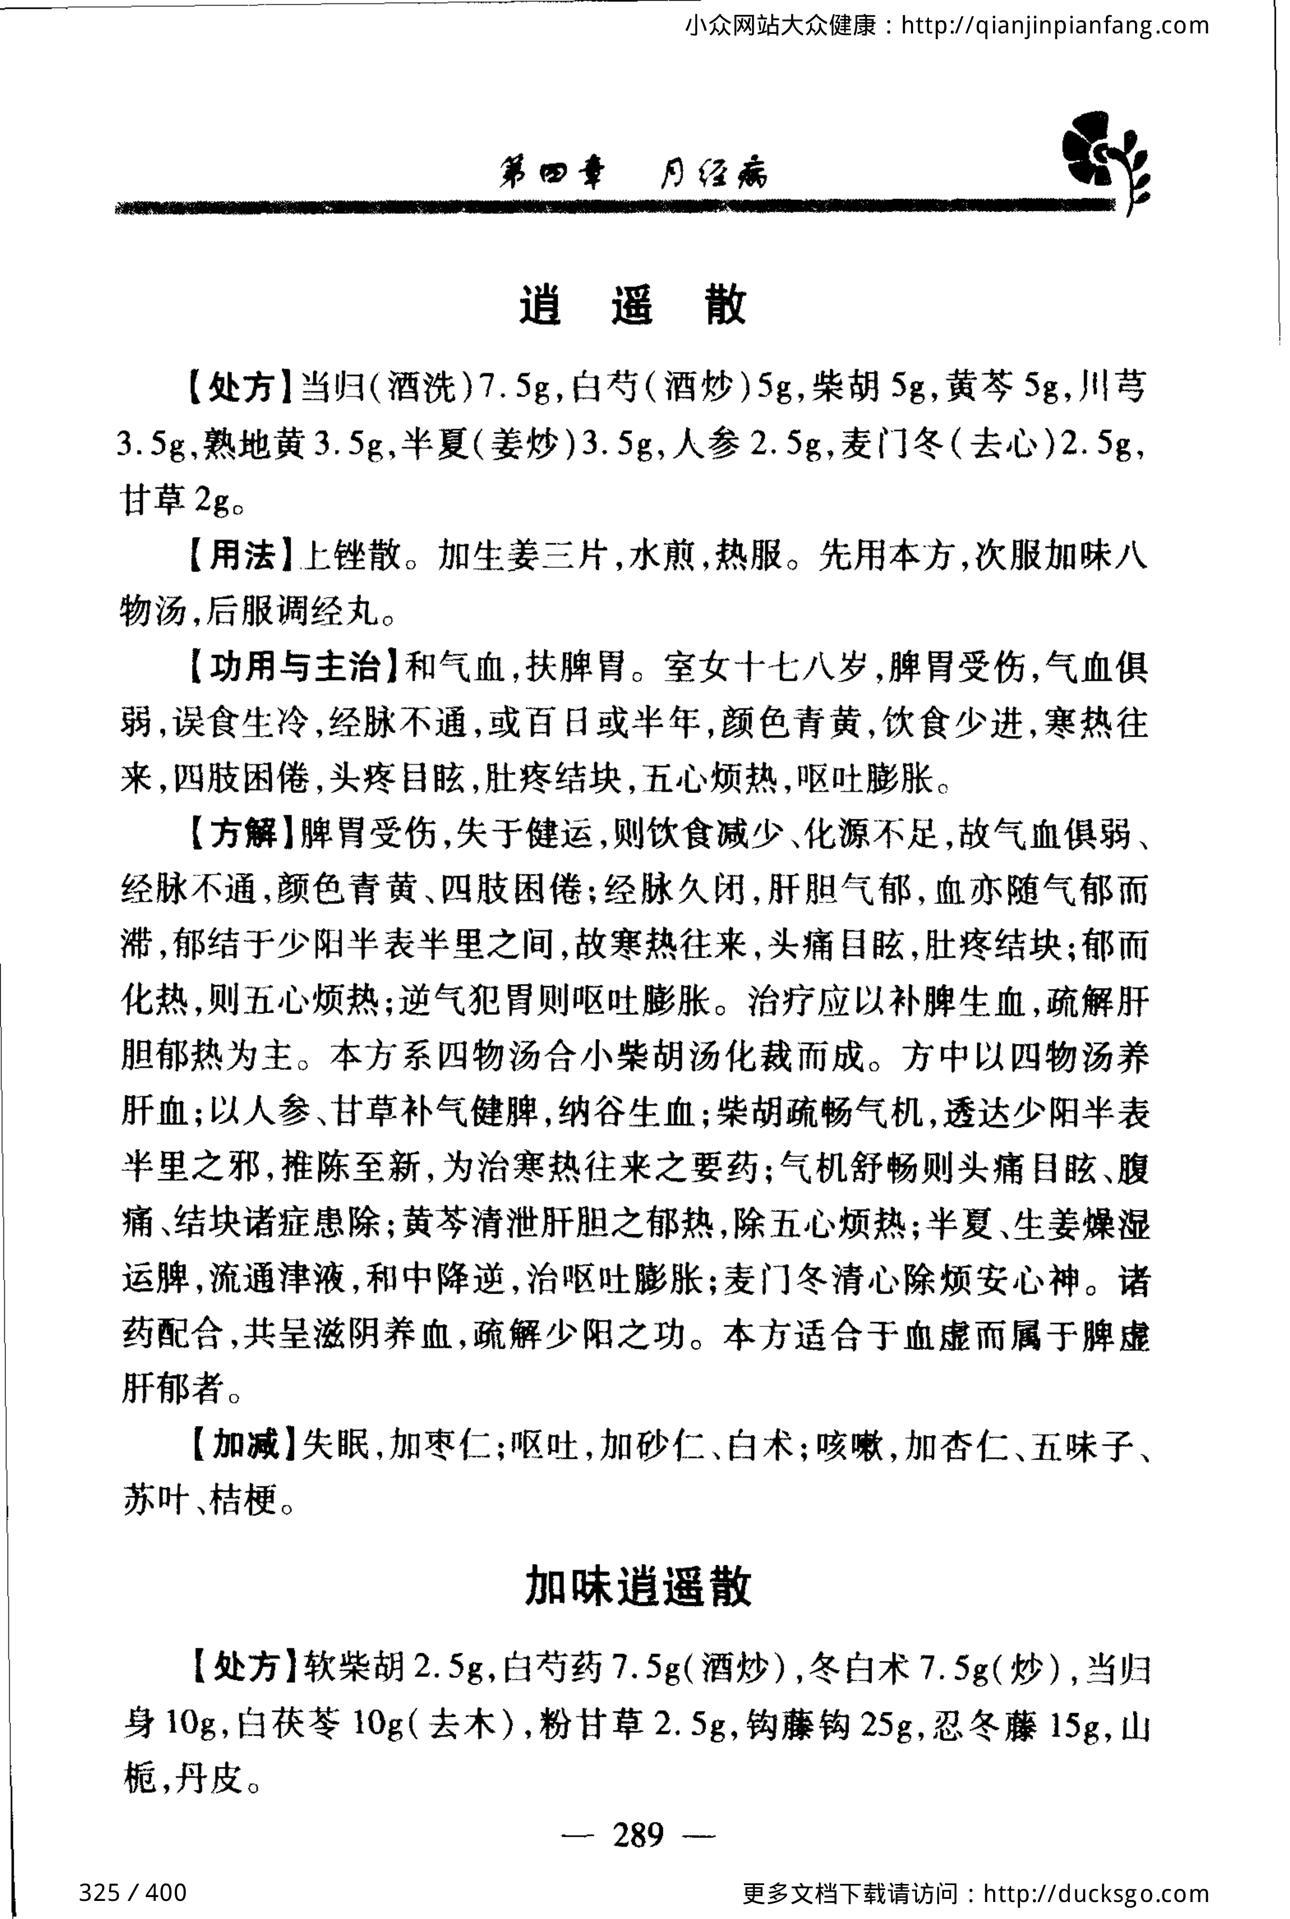 小众网站大众健康：http://qianjinpianfang.com
第四章 月经病
逍遥散
【处方】当归(酒洗)7.5g,白芍(酒炒)5g,柴胡5g,黄芩5g,川芎
3.5g,熟地黄3.5g,半夏(姜炒)3.5g,人参2.5g,麦门冬(去心)2.5g,
甘草2g。
【用法】上锉散。加生姜三片,水煎,热服。先用本方,次服加味八
物汤,后服调经丸。
【功用与主治】和气血,扶脾胃。室女十七八岁,脾胃受伤,气血俱
弱,误食生冷,经脉不通,或百日或半年,颜色青黄,饮食少进,寒热往
来,四肢困倦,头疼目眩,肚疼结块,五心烦热,呕吐膨胀。
【方解】脾胃受伤,失于健运,则饮食减少、化源不足,故气血俱弱、
经脉不通,颜色青黄、四肢困倦;经脉久闭,肝胆气郁,血亦随气郁而
滞,郁结于少阳半表半里之间,故寒热往来,头痛目眩,肚疼结块;郁而
化热,则五心烦热;逆气犯胃则呕吐膨胀。治疗应以补脾生血,疏解肝
胆郁热为主。本方系四物汤合小柴胡汤化裁而成。方中以四物汤养
肝血;以人参、甘草补气健脾,纳谷生血;柴胡疏畅气机,透达少阳半表
半里之邪,推陈至新,为治寒热往来之要药;气机舒畅则头痛目眩、腹
痛、结块诸症患除;黄芩清泄肝胆之郁热,除五心烦热;半夏、生姜燥湿
运脾,流通津液,和中降逆,治呕吐膨胀;麦门冬清心除烦安心神。诸
药配合,共呈滋阴养血,疏解少阳之功。本方适合于血虚而属于脾虚
肝郁者。
【加减】失眠,加枣仁;呕吐,加砂仁、白术;咳嗽,加杏仁、五味子、
苏叶、桔梗。
加味逍遥散
【处方】软柴胡2.5g,白芍药7.5g(酒炒),冬白术7.5g(炒),当归
身10g,白茯苓10g(去木),粉甘草2.5g,钩藤钩25g,忍冬藤15g,山
栀,丹皮。
— 289 —
325 / 400
更多文档下载请访问：http://ducksgo.com